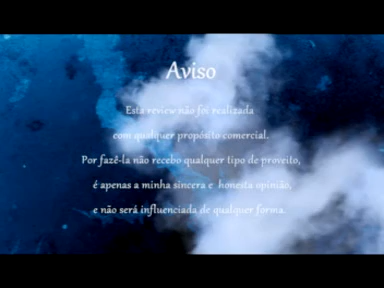 Aviso
Esta review não foi realizada
com qualquer propósito comercial.
Por fazê-la não recebo qualquer tipo de proveito,
é apenas a minha sincera e honesta opinião,
e não será influenciada de qualquer forma.